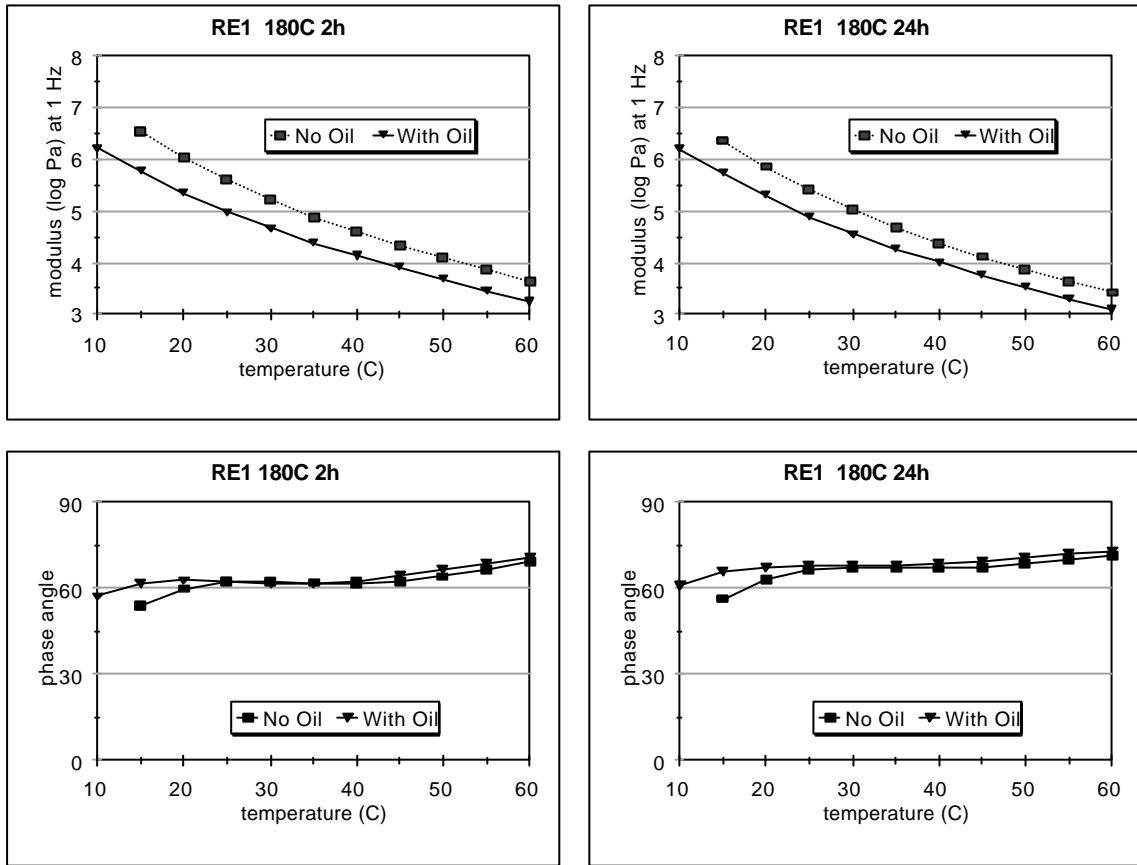 RE1 180C 2h
modulus (log Pa) at 1 Hz
8
7
6
5
4
3
No Oil With Oil
10 20 30 40 50 60
temperature (C)
RE1 180C 24h
modulus (log Pa) at 1 Hz
8
7
6
5
4
3
No Oil With Oil
10 20 30 40 50 60
temperature (C)
RE1 180C 2h
phase angle
90
60
30
0
No Oil With Oil
10 20 30 40 50 60
temperature (C)
RE1 180C 24h
phase angle
90
60
30
0
No Oil With Oil
10 20 30 40 50 60
temperature (C)